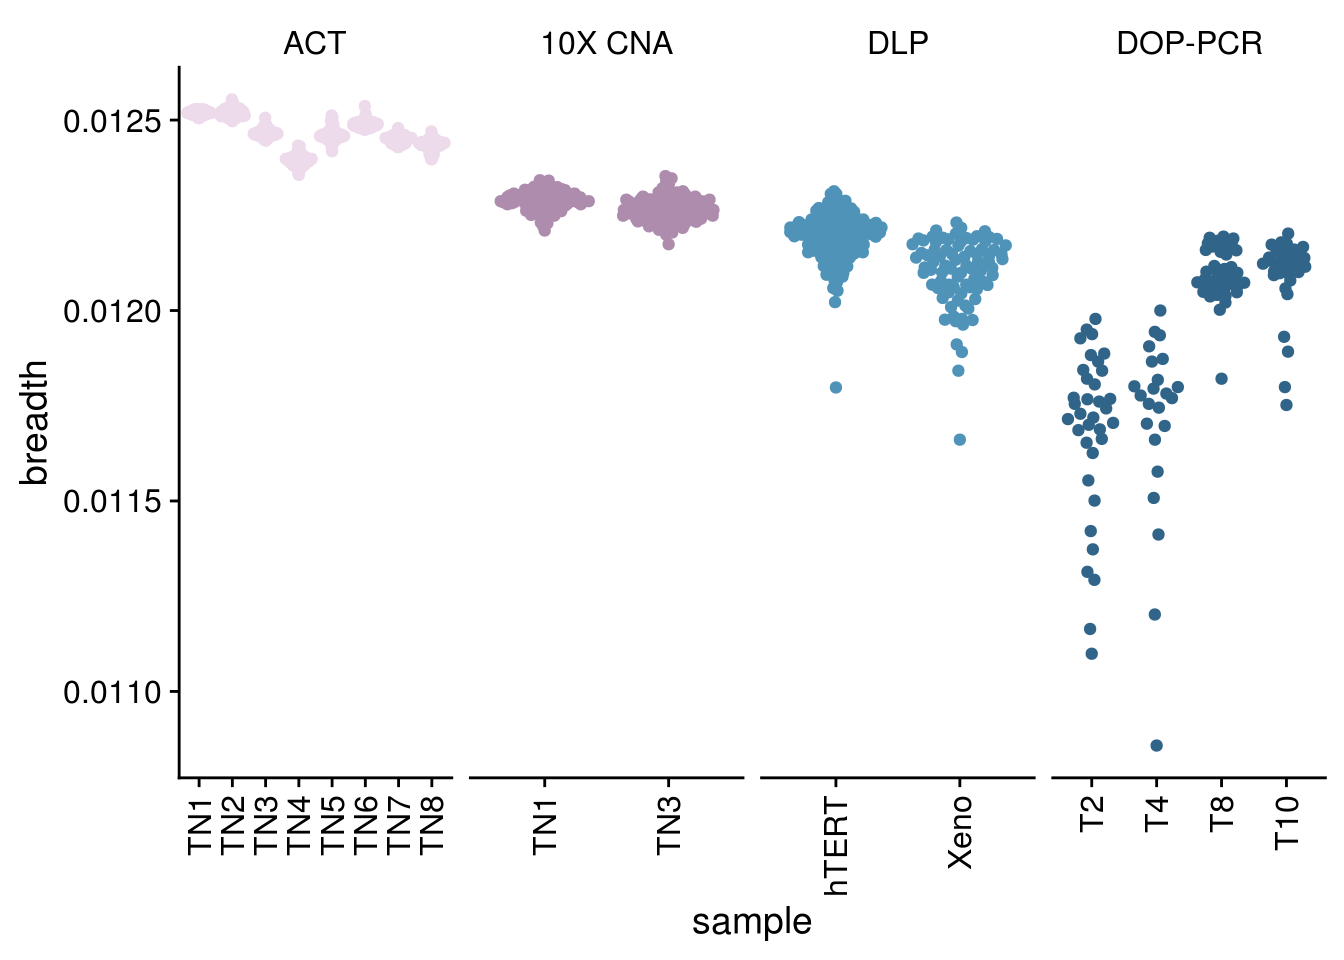 ACT 10X CNA DLP DOP-PCR
0.0125
0.0120
0.0115
0.0110
breadth
TN1 TN2 TN3 TN4 TN5 TN6 TN7 TN8 TN1 TN3 hTERT Xeno T2 T4 T8 T10
sample